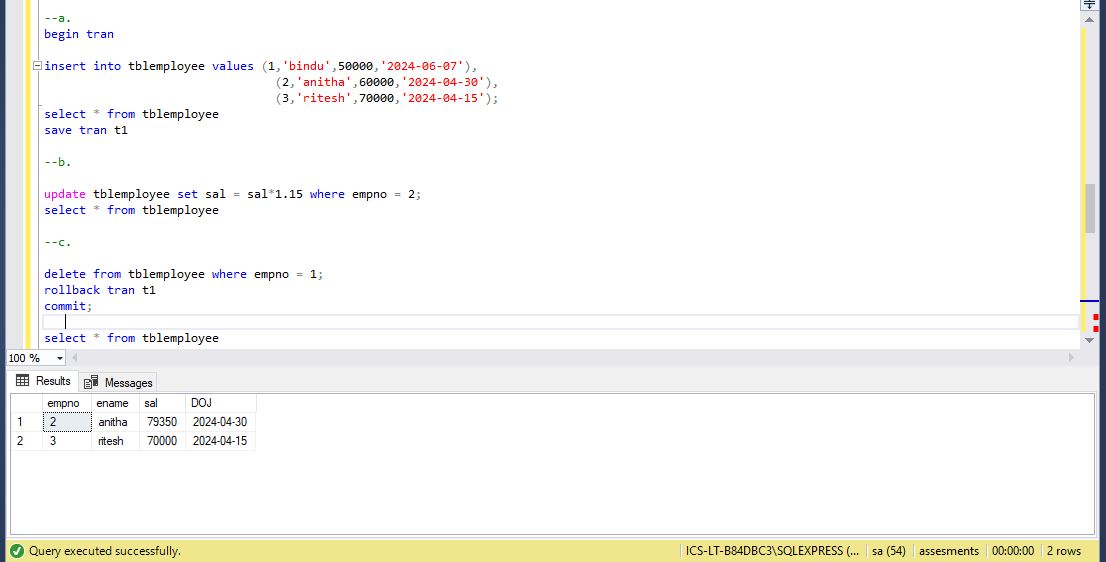 --a.
begin tran
insert into tblemployee values (1,'bindu',50000,'2024-06-07'),
(2,'anitha',60000,'2024-04-30'),
(3,'ritesh',70000,'2024-04-15');
select * from tblemployee
save tran t1
--b.
update tblemployee set sal = sal*1.15 where empno = 2;
select * from tblemployee
--c.
delete from tblemployee where empno = 1;
rollback tran t1
commit;
select * from tblemployee
100 %
Results Messages
empno ename sal DOJ
1 2 anitha 79350 2024-04-30
2 3 ritesh 70000 2024-04-15
Query executed successfully. ICS-LT-B84DBC3\SQLEXPRESS (... sa (54) assesments 00:00:00 2 rows